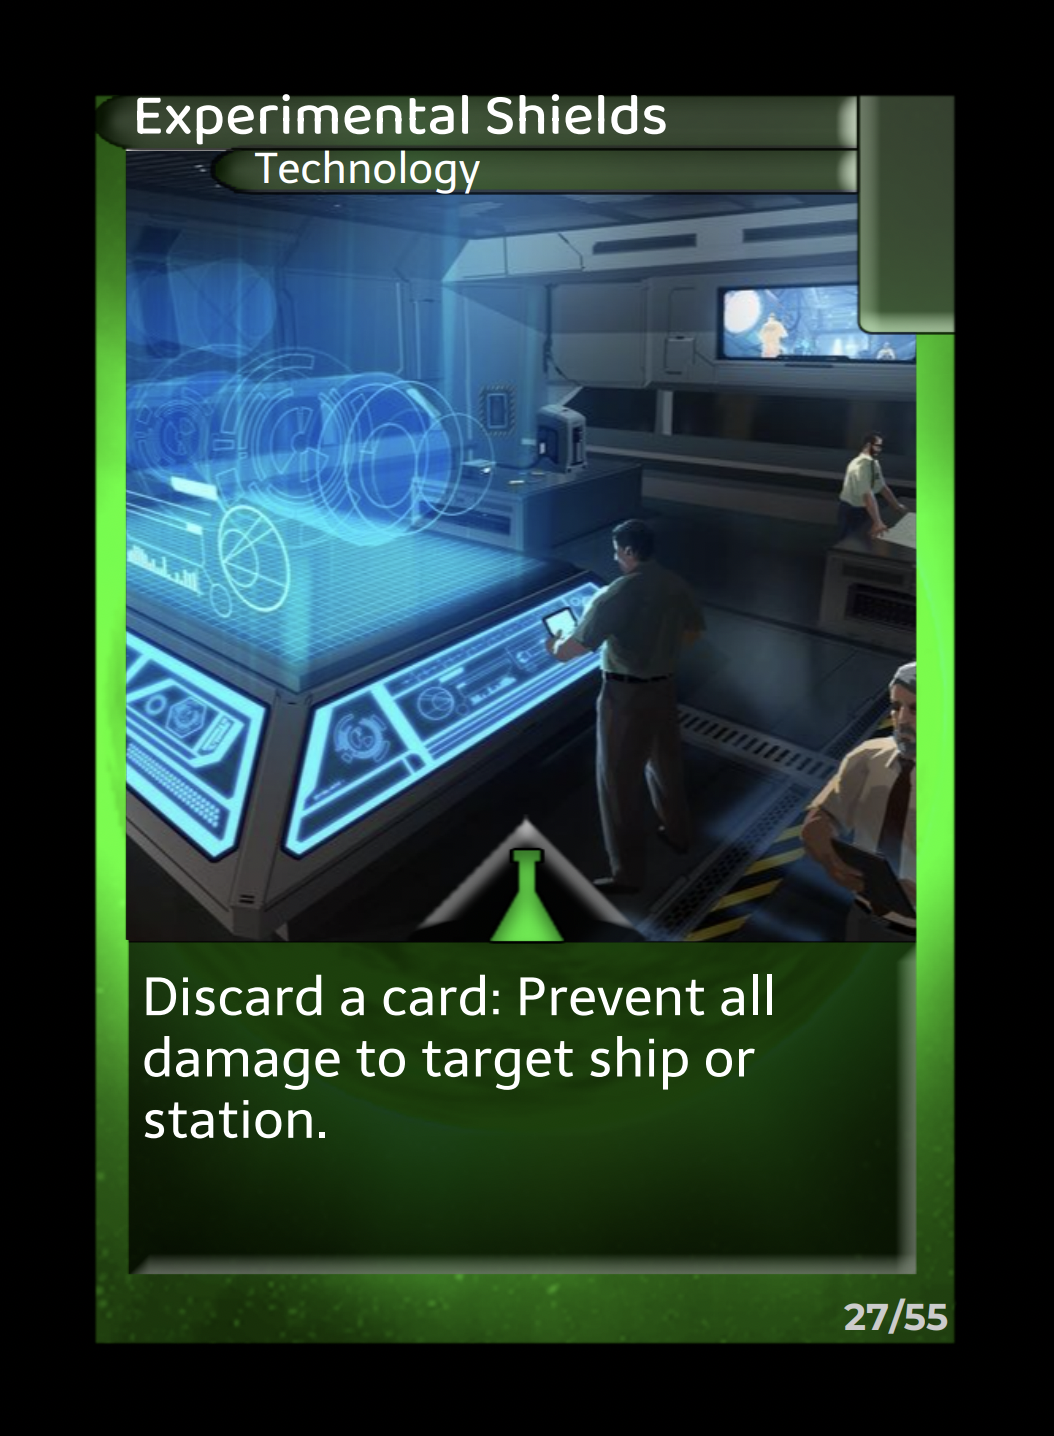 Experimental Shields
Technology
Discard a card: Prevent all
damage to target ship or
station.
27/55